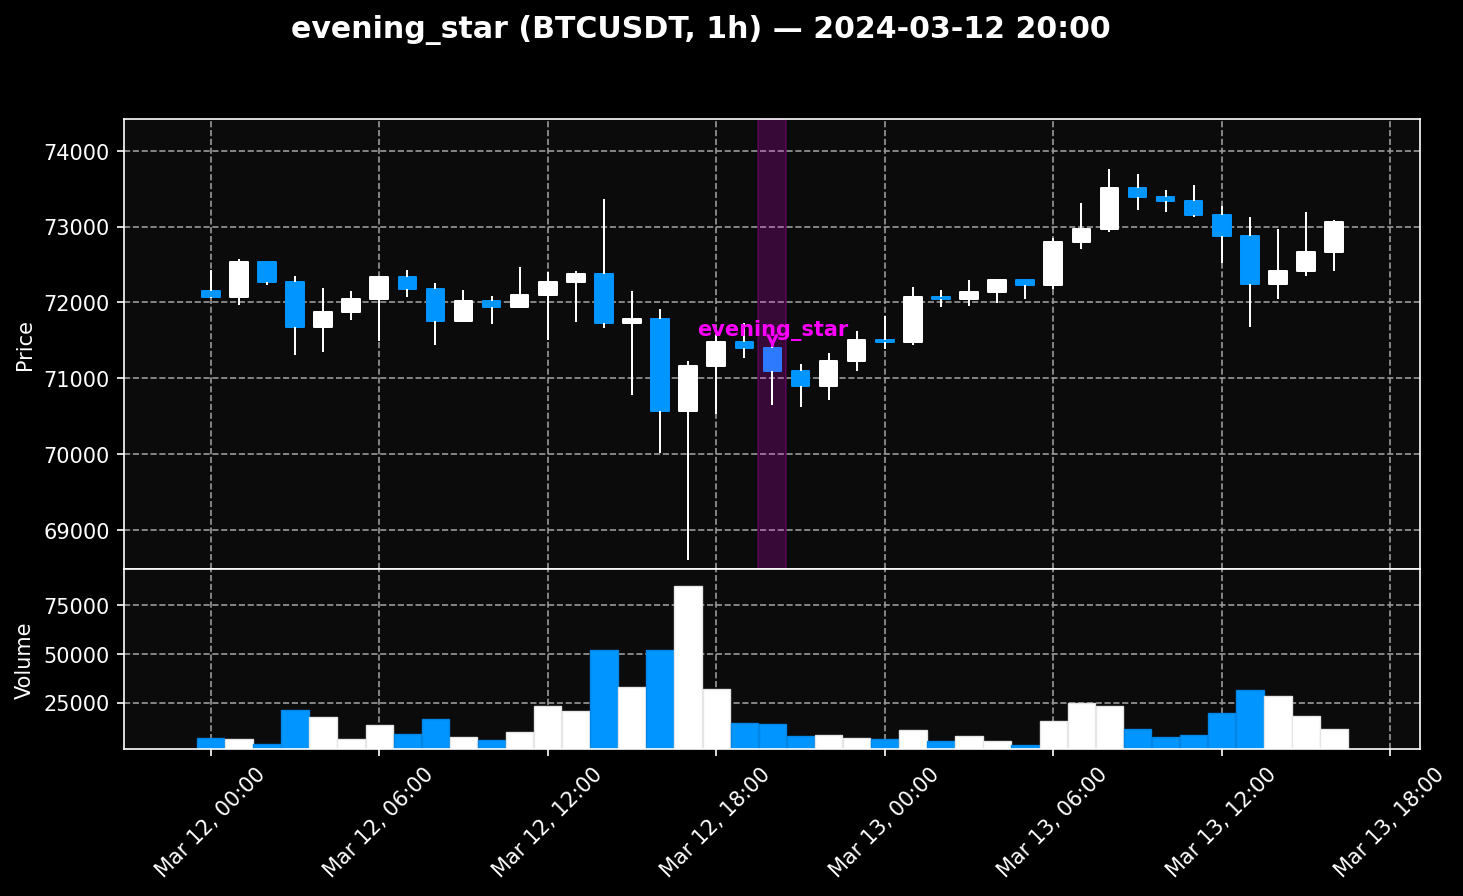 evening_star (BTCUSDT, 1h) — 2024-03-12 20:00
74000
73000
72000
71000
70000
69000
Price
evening_star
75000
50000
25000
Volume
Mar 12, 00:00
Mar 12, 06:00
Mar 12, 12:00
Mar 12, 18:00
Mar 13, 00:00
Mar 13, 06:00
Mar 13, 12:00
Mar 13, 18:00